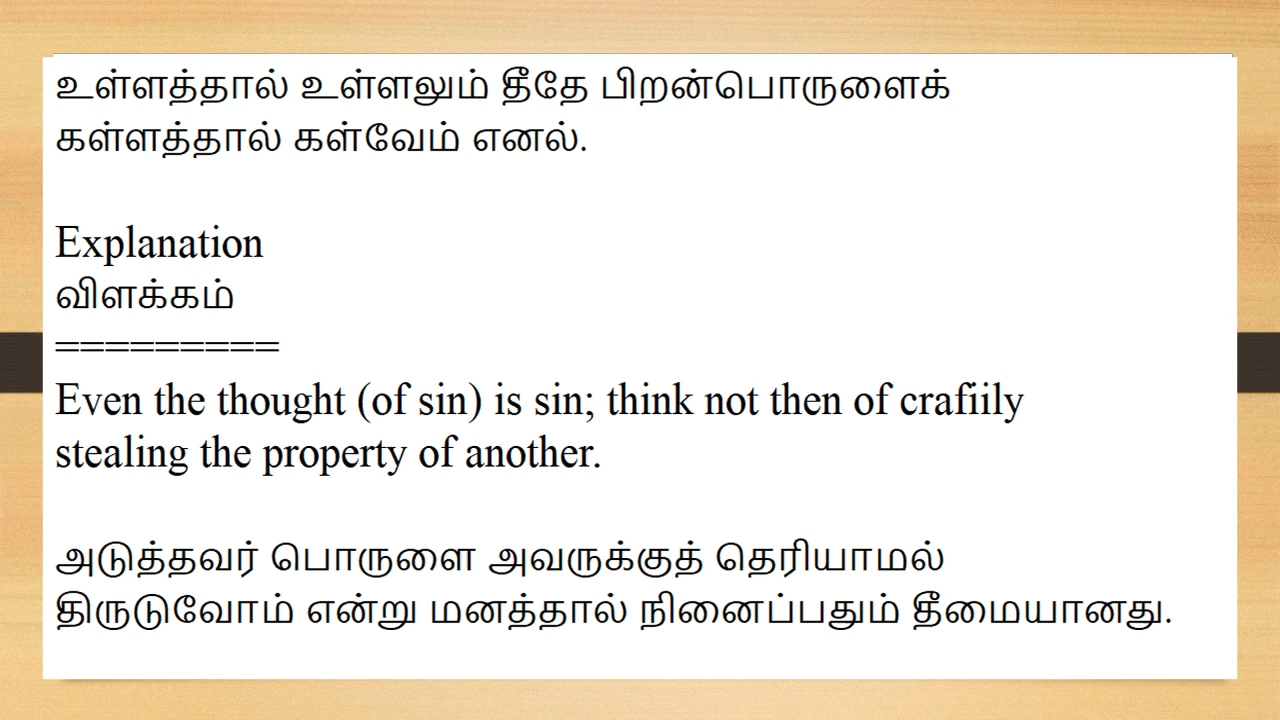 உள்ளத்தால் உள்ளலும் தீதே பிறன்பொருளைக்
கள்ளத்தால் கள்வேம் எனல்.
Explanation
விளக்கம்
=========
Even the thought (of sin) is sin; think not then of crafiily
stealing the property of another.
அடுத்தவர் பொருளை அவருக்குத் தெரியாமல்
திருடுவோம் என்று மனத்தால் நினைப்பதும் தீமையானது.